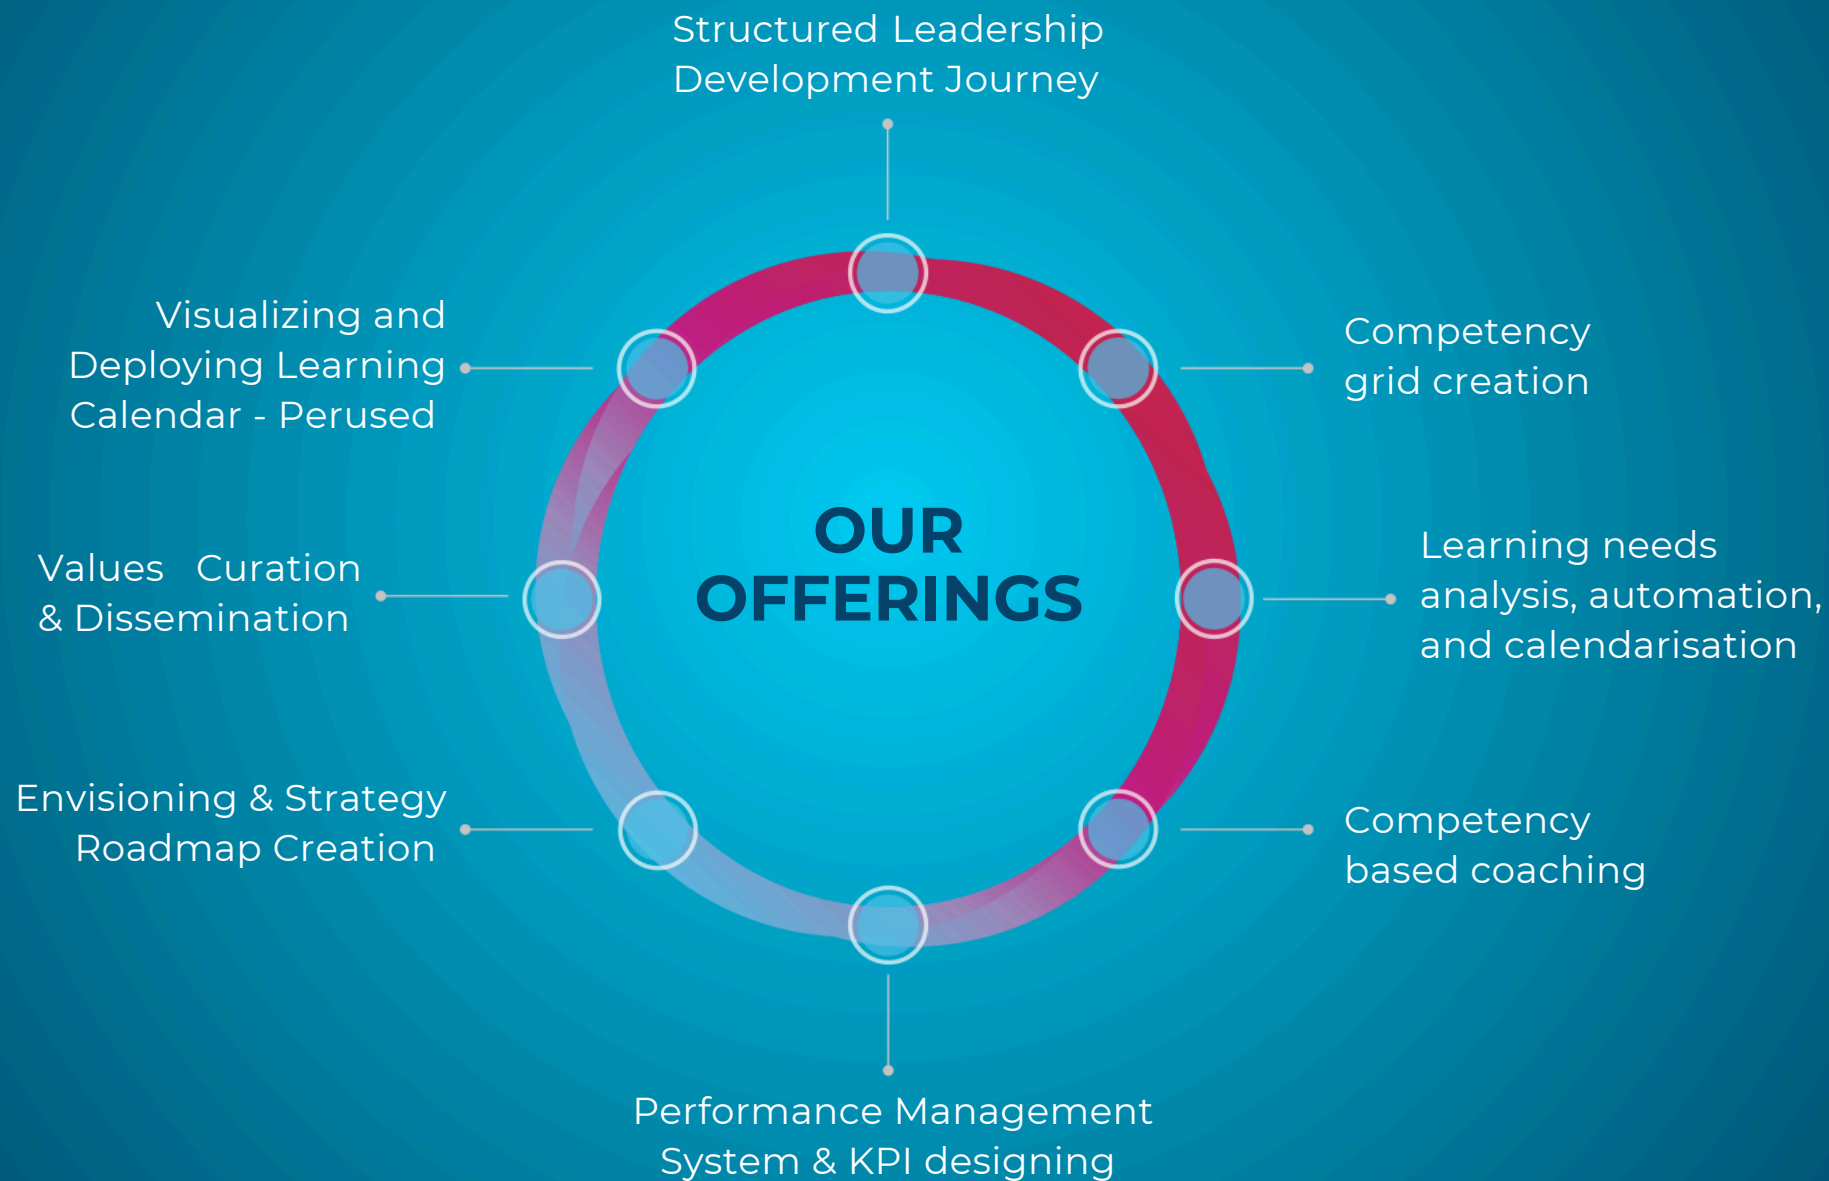 Structured Leadership
Development Journey
Visualizing and
Deploying Learning
Calendar - Perused
Competency
grid creation
OUR
OFFERINGS
Values Curation
& Dissemination
Learning needs
analysis, automation,
and calendarisation
Envisioning & Strategy
Roadmap Creation
Competency
based coaching
Performance Management
System & KPI designing